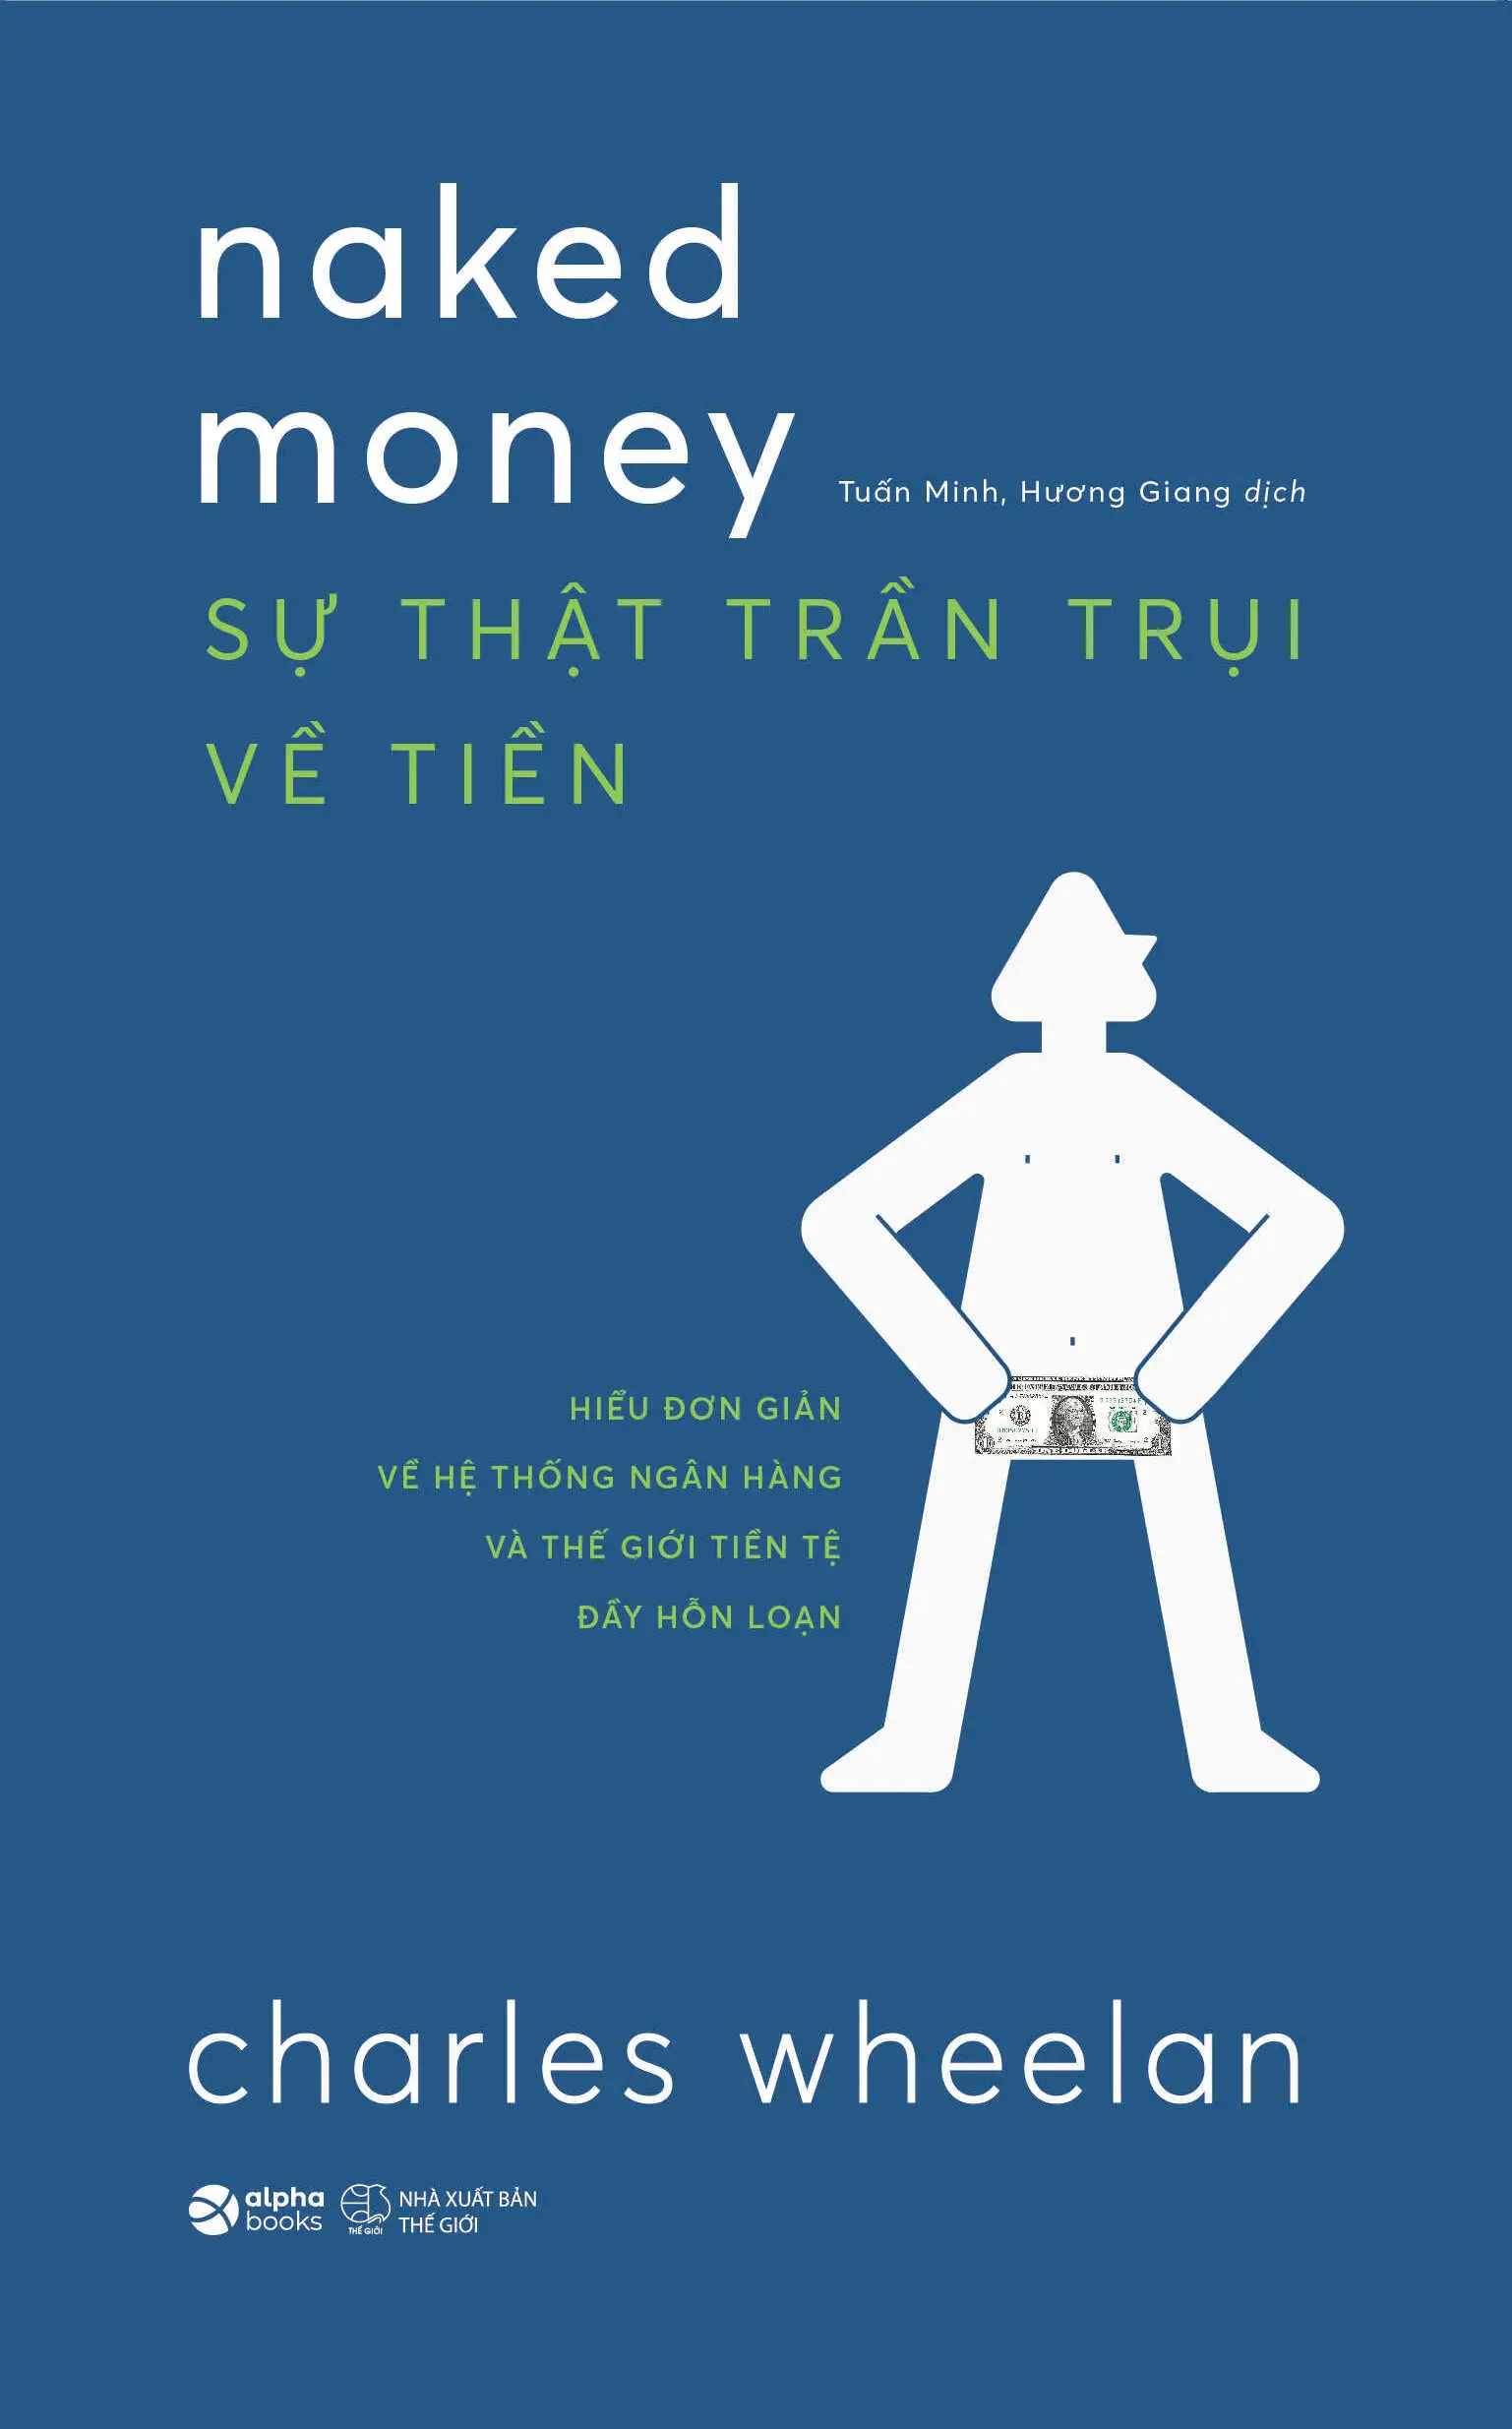 naked
money
Tuấn Minh, Hương Giang dịch
SỰ THẬT TRẦN TRỤI
VỀ TIỀN
HIỂU ĐƠN GIẢN
VỀ HỆ THỐNG NGÂN HÀNG
VÀ THẾ GIỚI TIỀN TỆ
ĐẦY HỖN LOẠN
charles wheelan
alpha
books
THẾ GIỚI
NHÀ XUẤT BẢN
THẾ GIỚI